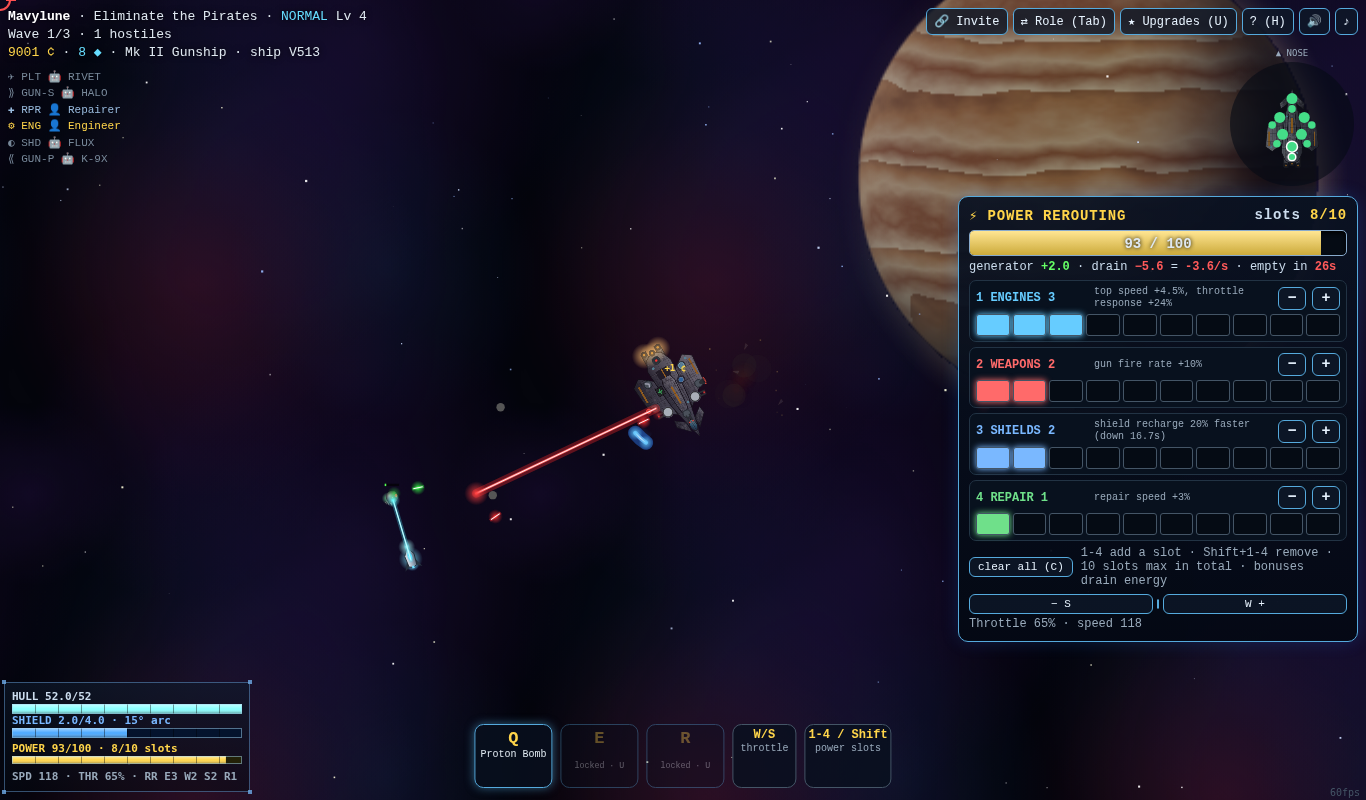 Mavylune · Eliminate the Pirates · NORMAL Lv 4
Wave 1/3 · 1 hostiles
9001 ¢ · 8 ◆ · Mk II Gunship · ship V513
PLT RIVET
GUN-S HALO
RPR Repairer
ENG Engineer
SHD FLUX
GUN-P K-9X
Invite
⇄ Role (Tab)
★ Upgrades (U)
? (H)
▲ NOSE
⚡ POWER REROUTING slots 8/10
93 / 100
generator +2.0 · drain −5.6 = -3.6/s · empty in 26s
1 ENGINES 3 top speed +4.5%, throttle response +24% − +
2 WEAPONS 2 gun fire rate +10% − +
3 SHIELDS 2 shield recharge 20% faster (down 16.7s) − +
4 REPAIR 1 repair speed +3% − +
clear all (C)
1-4 add a slot · Shift+1-4 remove ·
10 slots max in total · bonuses
drain energy
− S
W +
Throttle 65% · speed 118
+1 ¢
HULL 52.0/52
SHIELD 2.0/4.0 · 15° arc
POWER 93/100 · 8/10 slots
SPD 118 · THR 65% · RR E3 W2 S2 R1
Q
Proton Bomb
E
locked · U
R
locked · U
W/S
throttle
1-4 / Shift
power slots
60fps